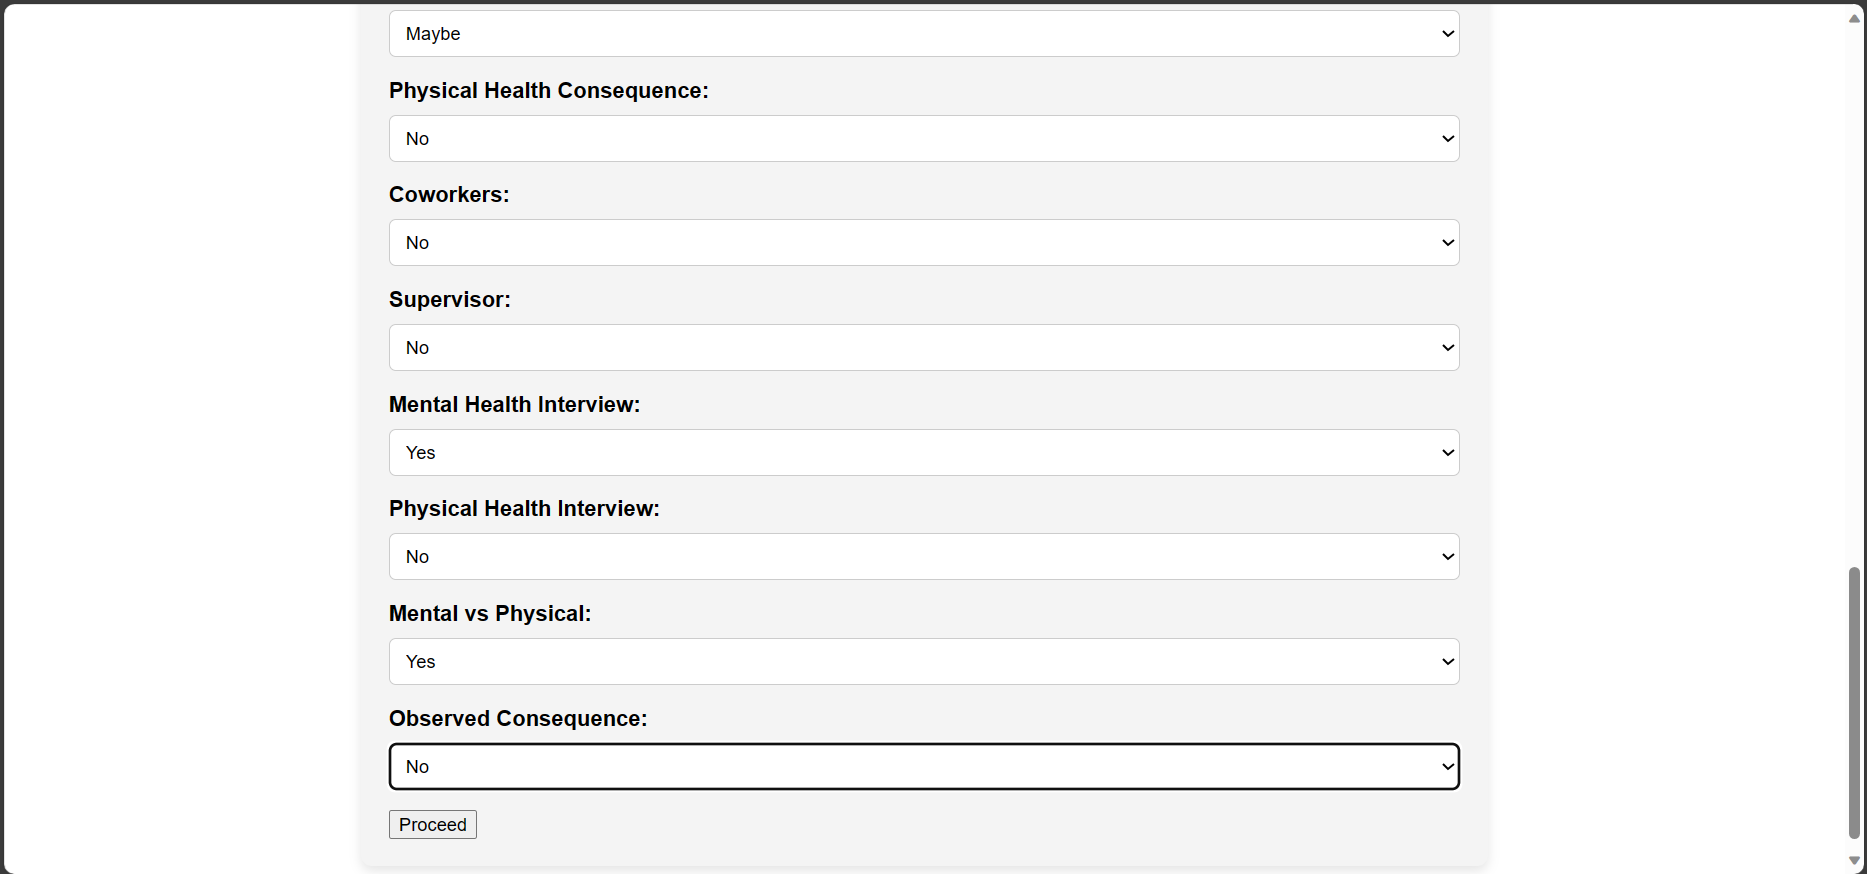 Maybe
Physical Health Consequence:
No
Coworkers:
No
Supervisor:
No
Mental Health Interview:
Yes
Physical Health Interview:
No
Mental vs Physical:
Yes
Observed Consequence:
No
Proceed